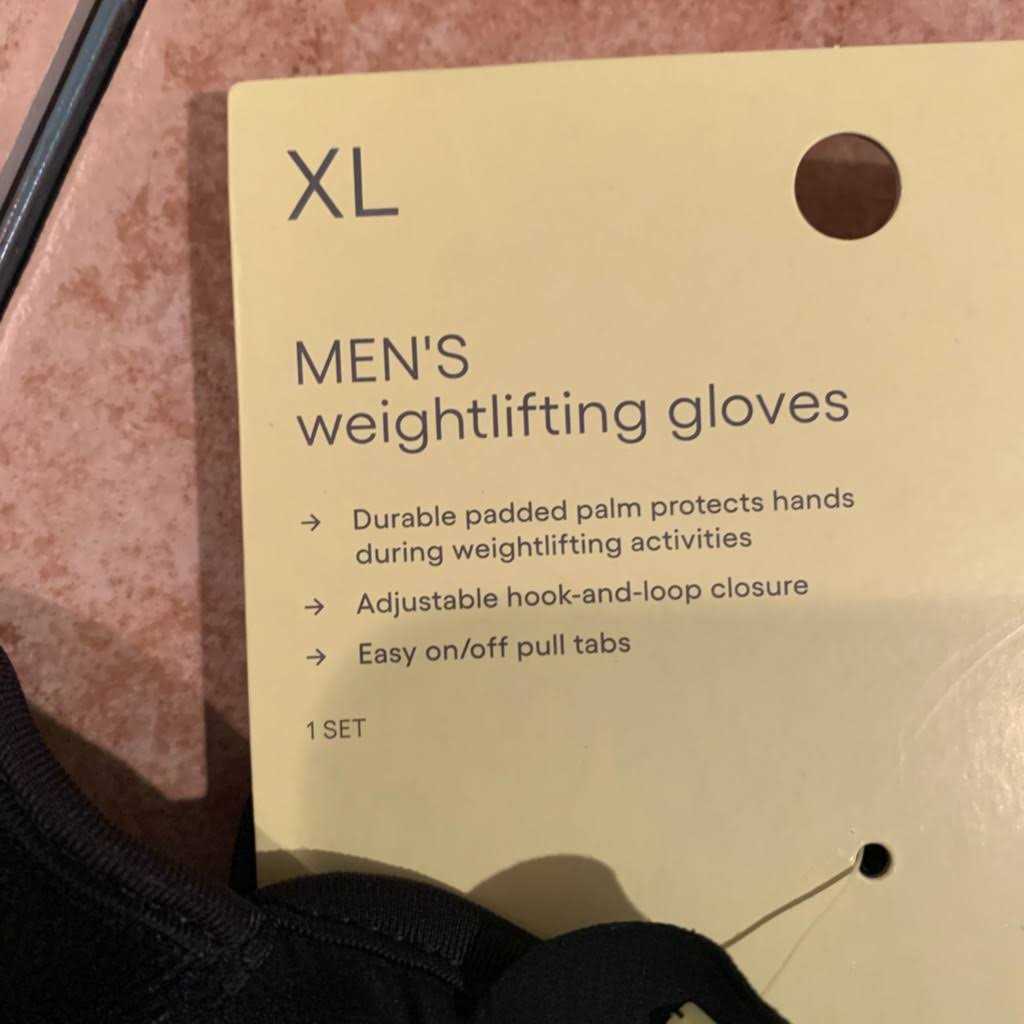 XL
MEN'S
weightlifting gloves
→ Durable padded palm protects hands
during weightlifting activities
→ Adjustable hook-and-loop closure
→ Easy on/off pull tabs
1 SET